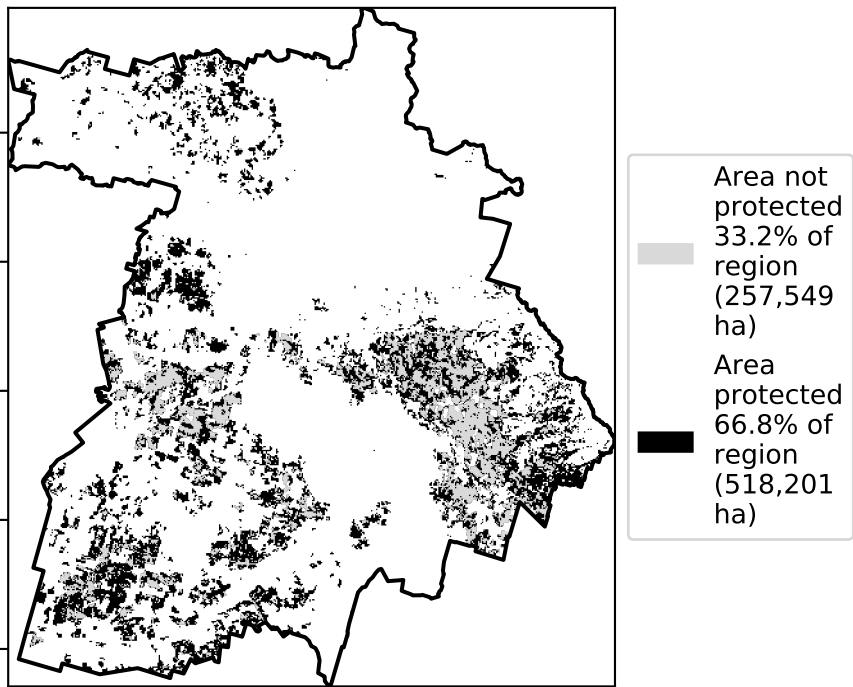 Area not
protected
33.2% of
region
(257,549
ha)
Area
protected
66.8% of
region
(518,201
ha)